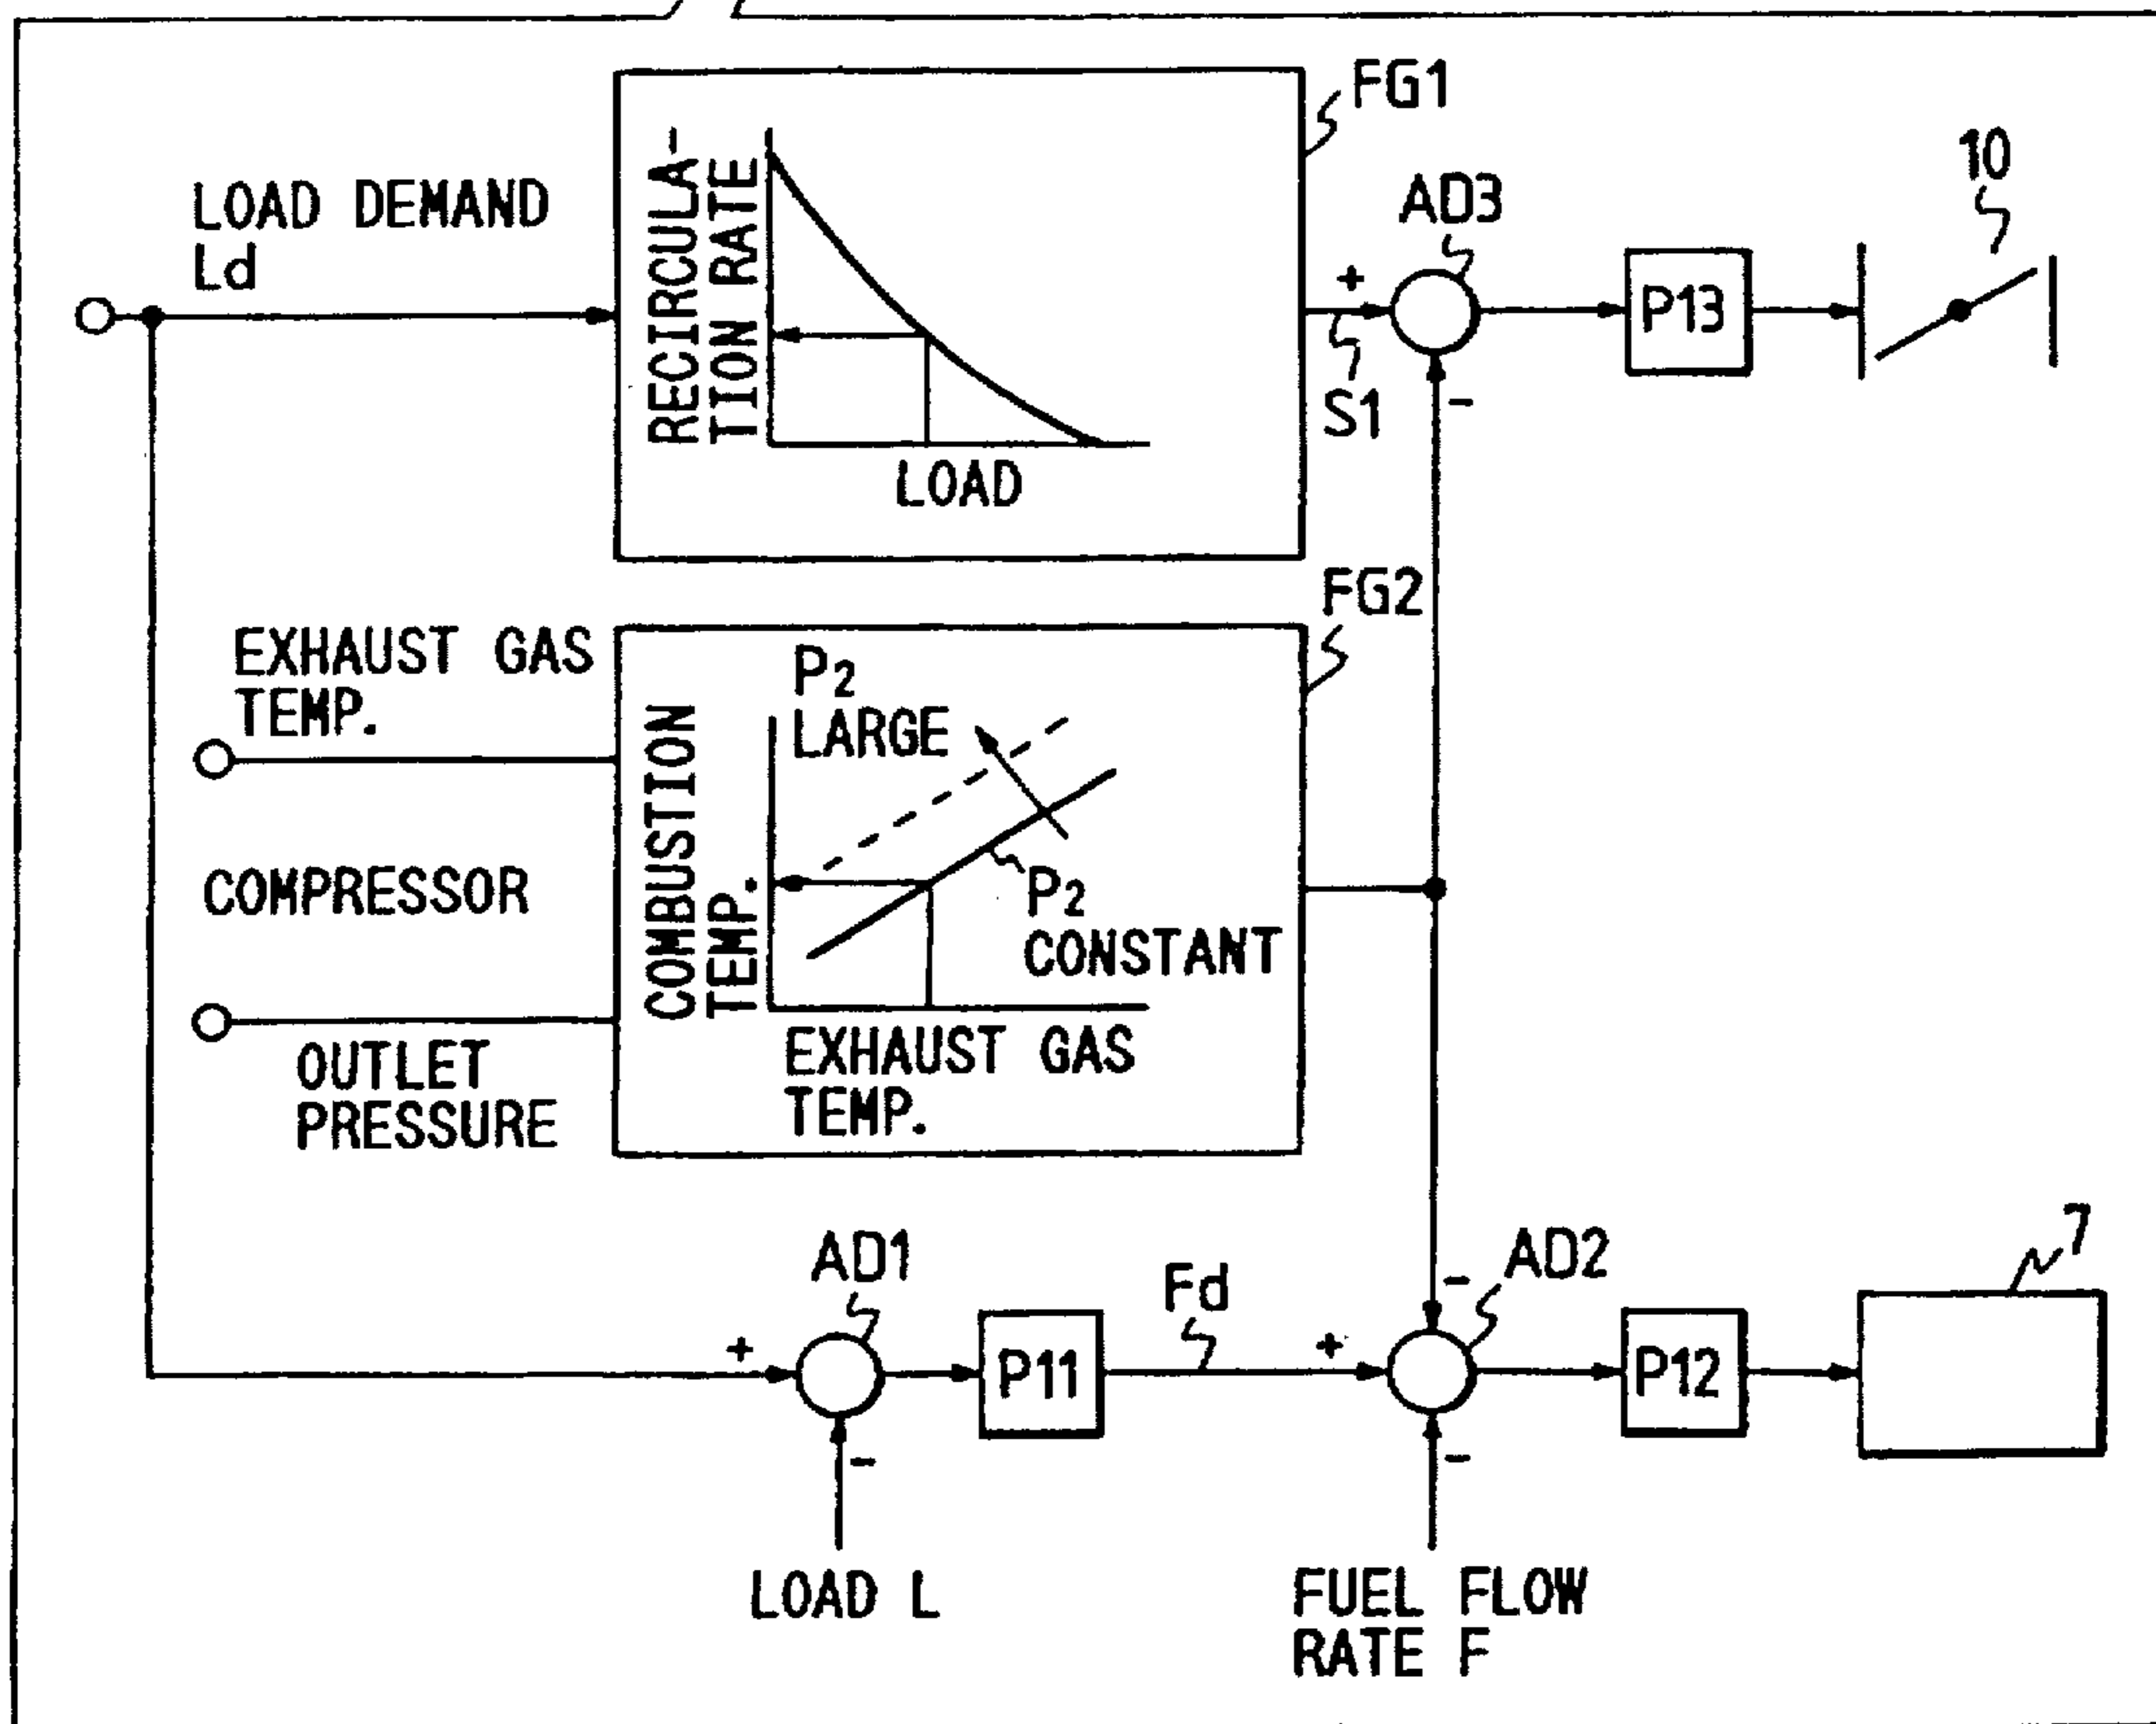 FG1
10
AD3
LOAD DEMAND
Ld
RECIRCULA-
TION RATE
LOAD
+
S1
-
P13
FG2
EXHAUST GAS
TEMP.
COMPRESSOR
OUTLET
PRESSURE
COMBUSTION
TEMP.
P2
LARGE
P2
CONSTANT
EXHAUST GAS
TEMP.
AD1
+
-
LOAD L
P11
Fd
+
-
-
AD2
FUEL FLOW
RATE F
P12
7